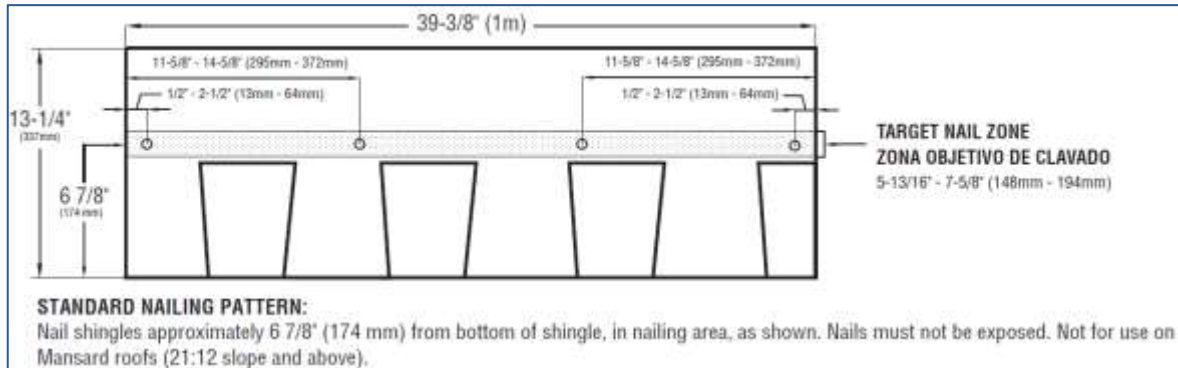 39-3/8" (1m)
11-5/8" - 14-5/8" (295mm - 372mm)
11-5/8" - 14-5/8" (295mm - 372mm)
1/2" - 2-1/2" (13mm - 64mm)
1/2" - 2-1/2" (13mm - 64mm)
13-1/4"
(337mm)
TARGET NAIL ZONE
ZONA OBJETIVO DE CLAVADO
5-13/16" - 7-5/8" (148mm - 194mm)
6 7/8"
(174 mm)
STANDARD NAILING PATTERN:
Nail shingles approximately 6 7/8" (174 mm) from bottom of shingle, in nailing area, as shown. Nails must not be exposed. Not for use on
Mansard roofs (21:12 slope and above).